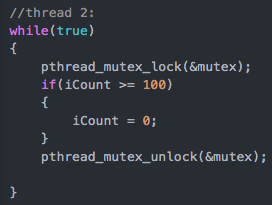 //thread 2:
while(true)
{
    pthread_mutex_lock(&mutex);
    if(iCount >= 100)
    {
        iCount = 0;
    }
    pthread_mutex_unlock(&mutex);
}